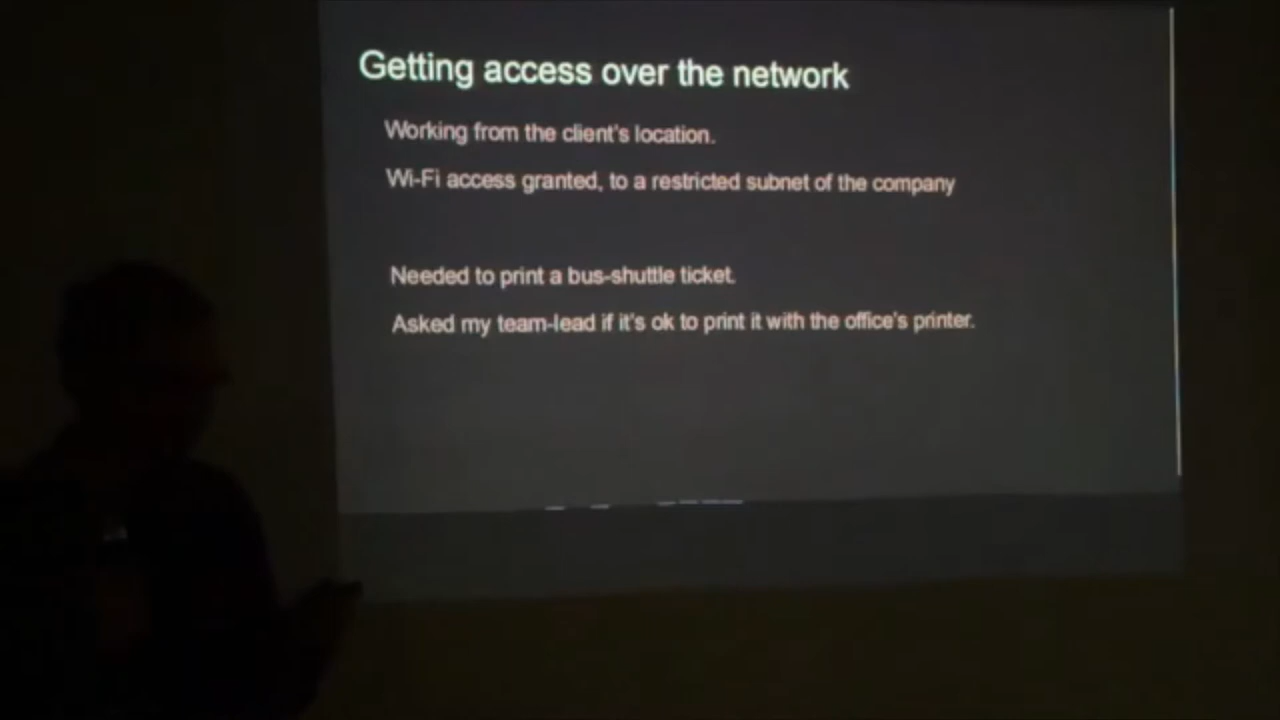 Getting access over the network
Working from the client's location.
Wi-Fi access granted, to a restricted subnet of the company
Needed to print a bus-shuttle ticket.
Asked my team-lead if it's ok to print it with the office's printer.